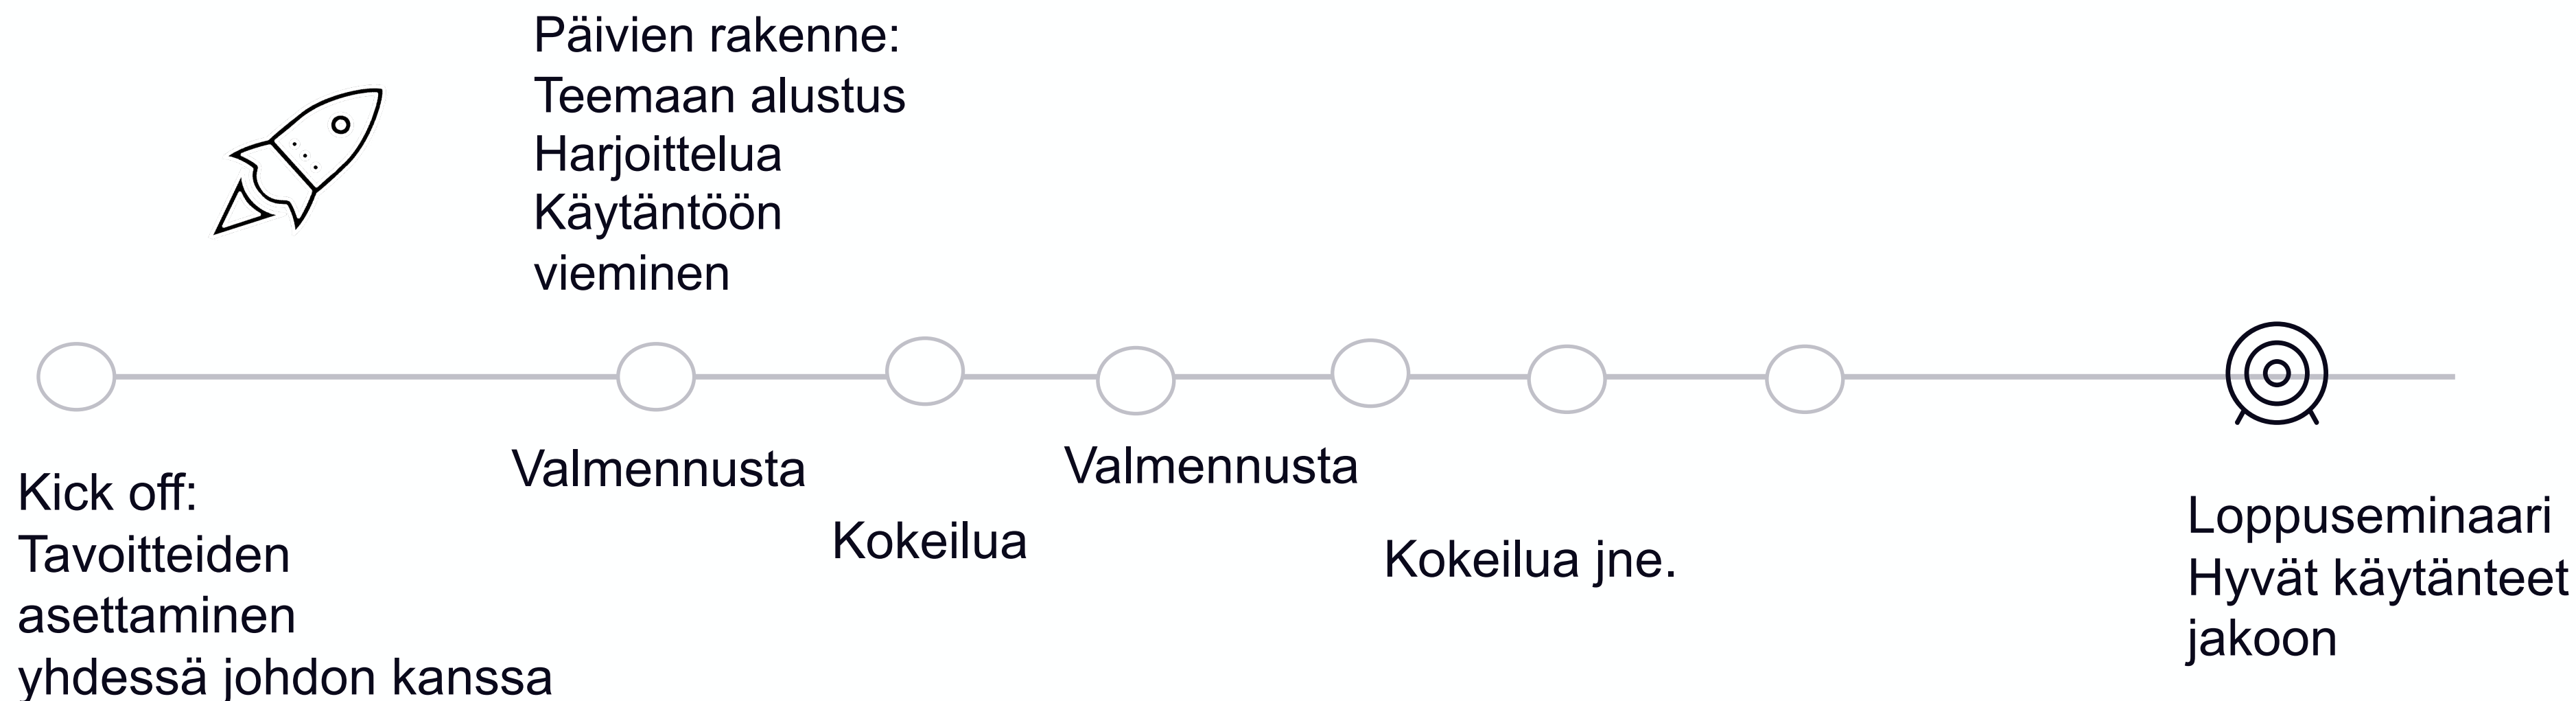 Päivien rakenne:
Teemaan alustus
Harjoittelua
Käytäntöön
vieminen
Kick off:
Tavoitteiden
asettaminen
yhdessä johdon kanssa
Valmennusta
Kokeilua
Valmennusta
Kokeilua jne.
Loppuseminaari
Hyvät käytänteet
jakoon